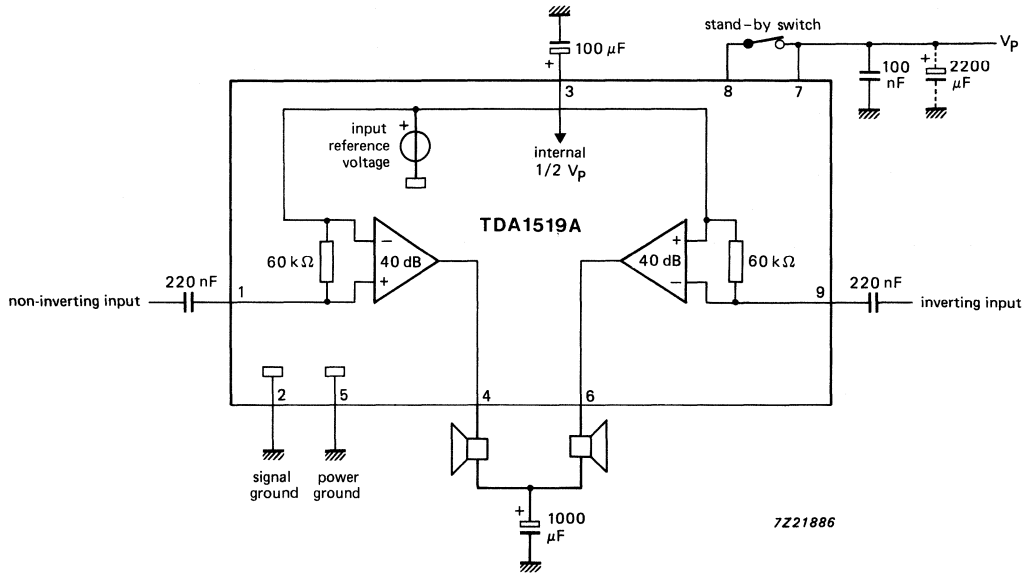 stand-by switch
100 µF
+
3
8
7
Vp
100
nF
+
2200
µF
input
reference
voltage
+
internal
1/2 Vp
TDA1519A
60 kΩ
−
40 dB
+
+
40 dB
−
60 kΩ
220 nF
non-inverting input
1
9
220 nF
inverting input
2
5
4
6
signal
ground
power
ground
+
1000
µF
7Z21886